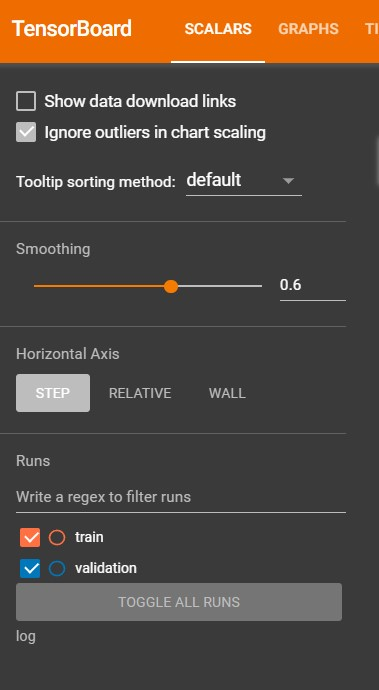 TensorBoard SCALARS GRAPHS TI
Show data download links
Ignore outliers in chart scaling
Tooltip sorting method: default
Smoothing
0.6
Horizontal Axis
STEP RELATIVE WALL
Runs
Write a regex to filter runs
train
validation
TOGGLE ALL RUNS
log